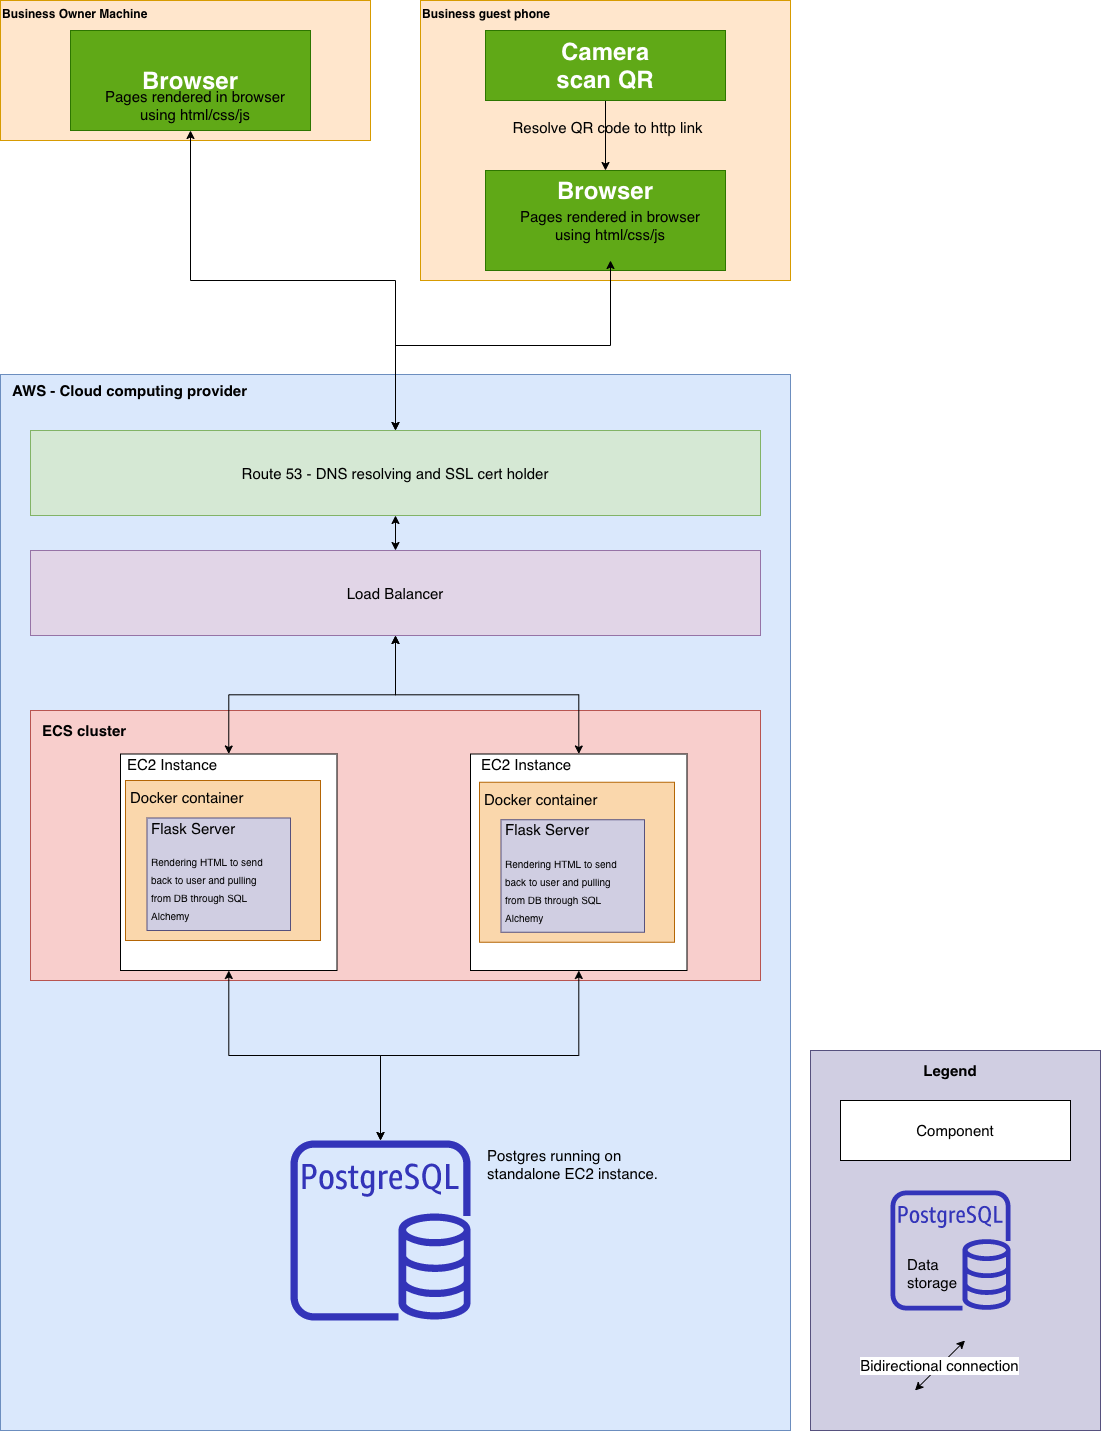 Business Owner Machine
Browser
Pages rendered in browser
using html/css/js
Business guest phone
Camera
scan QR
Resolve QR code to http link
Browser
Pages rendered in browser
using html/css/js
AWS - Cloud computing provider
Route 53 - DNS resolving and SSL cert holder
Load Balancer
ECS cluster
EC2 Instance
Docker container
Flask Server
Rendering HTML to send
back to user and pulling
from DB through SQL
Alchemy
EC2 Instance
Docker container
Flask Server
Rendering HTML to send
back to user and pulling
from DB through SQL
Alchemy
PostgreSQL
Postgres running on
standalone EC2 instance.
Legend
Component
PostgreSQL
Data
storage
Bidirectional connection